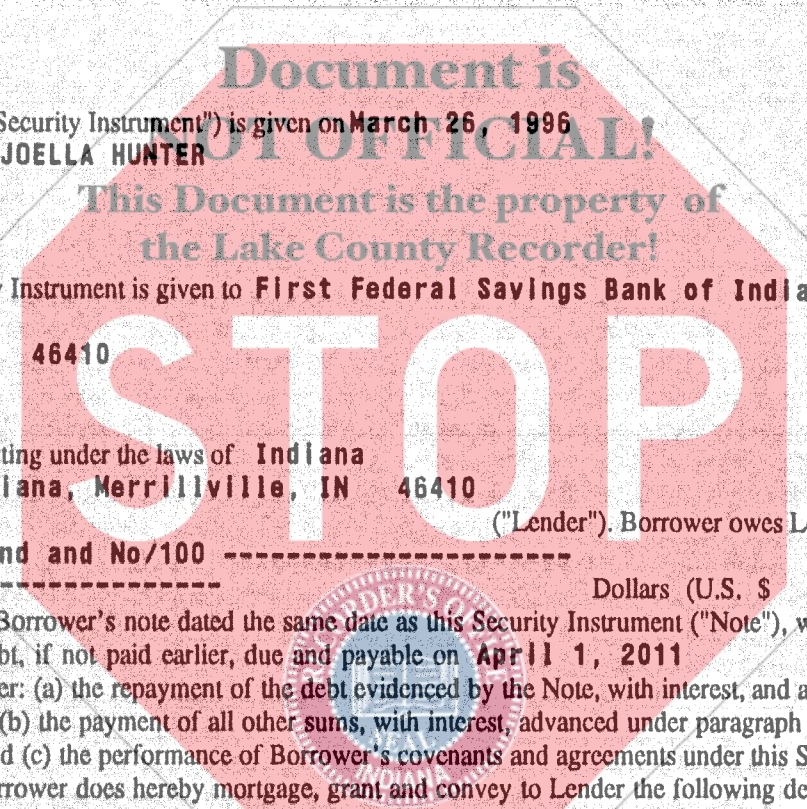 Document is
Security Instrument") is given on March 26, 1996
NOT OFFICIAL!
JOELLA HUNTER
This Document is the property of
the Lake County Recorder!
Instrument is given to First Federal Savings Bank of India
46410
STOP
ting under the laws of Indiana
iana, Merrillville, IN 46410
("Lender"). Borrower owes L
nd and No/100 ----------------------
--------------
Dollars (U.S. $
Borrower's note dated the same date as this Security Instrument ("Note"), w
bt, if not paid earlier, due and payable on April 1, 2011
er: (a) the repayment of the debt evidenced by the Note, with interest, and a
(b) the payment of all other sums, with interest, advanced under paragraph
d (c) the performance of Borrower's covenants and agreements under this S
rrower does hereby mortgage, grant and convey to Lender the following de
RECORDER'S OFFICE
SEAL
INDIANA